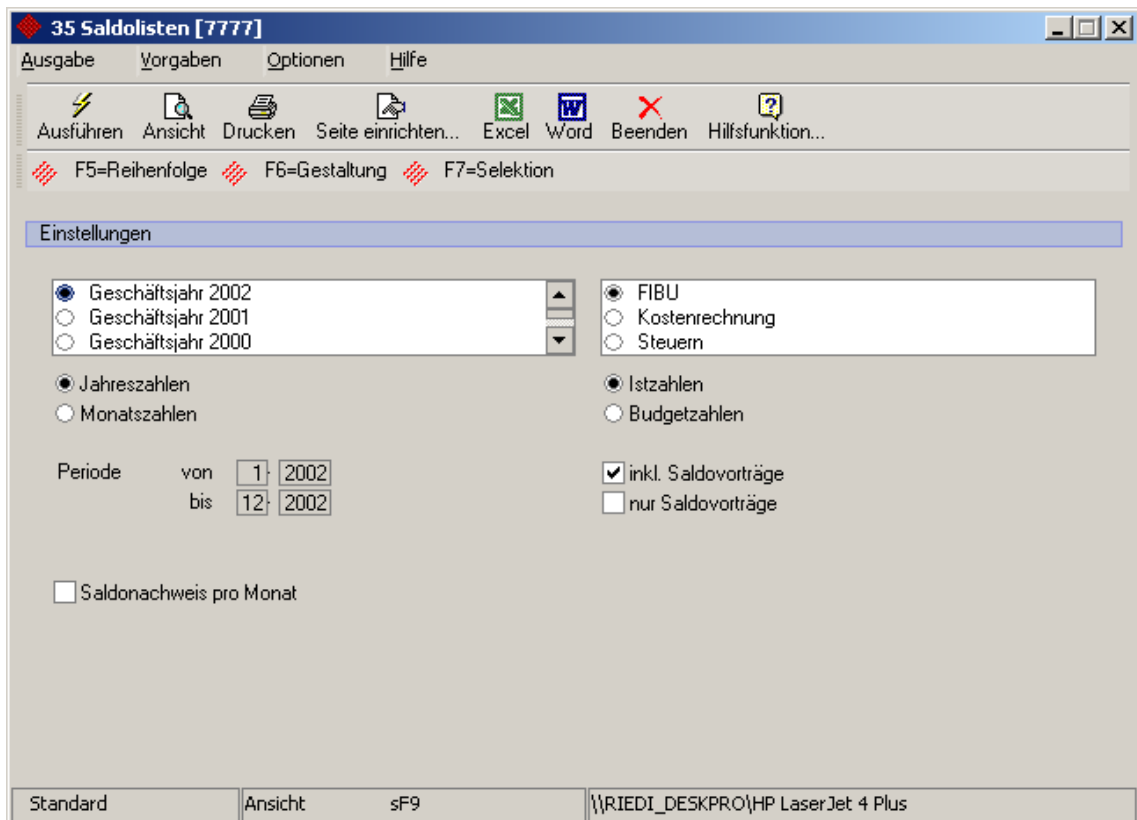 35 Saldolisten [7777]
Ausgabe Vorgaben Optionen Hilfe
Ausführen Ansicht Drucken Seite einrichten... Excel Word Beenden Hilfsfunktion...
F5=Reihenfolge F6=Gestaltung F7=Selektion
Einstellungen
Geschäftsjahr 2002
Geschäftsjahr 2001
Geschäftsjahr 2000
FIBU
Kostenrechnung
Steuern
Jahreszahlen
Monatszahlen
Istzahlen
Budgetzahlen
Periode von 1 2002
bis 12 2002
inkl. Saldovorträge
nur Saldovorträge
Saldonachweis pro Monat
Standard Ansicht sF9 \\RIEDI_DESKPRO\HP LaserJet 4 Plus